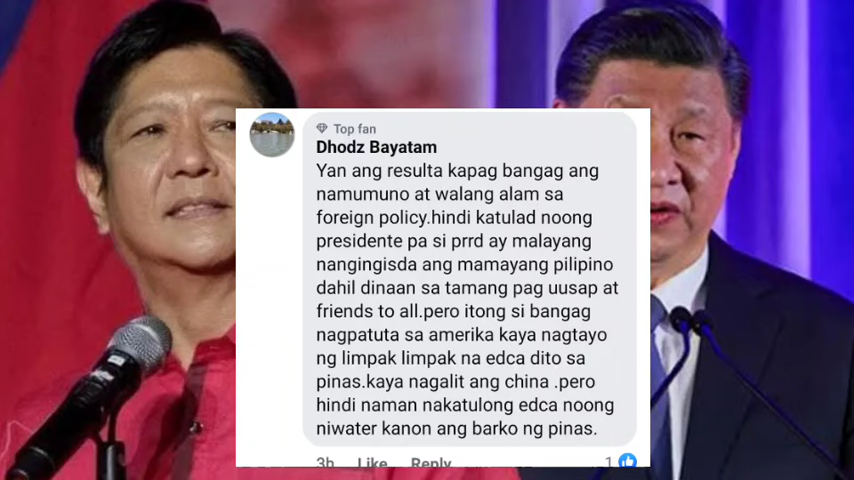 Top fan
Dhodz Bayatam
Yan ang resulta kapag bangag ang
namumuno at walang alam sa
foreign policy.hindi katulad noong
presidente pa si prrd ay malayang
nangingisda ang mamayang pilipino
dahil dinaan sa tamang pag uusap at
friends to all.pero itong si bangag
nagpatuta sa amerika kaya nagtayo
ng limpak limpak na edca dito sa
pinas.kaya nagalit ang china .pero
hindi naman nakatulong edca noong
niwater kanon ang barko ng pinas.
3h Like Reply 1